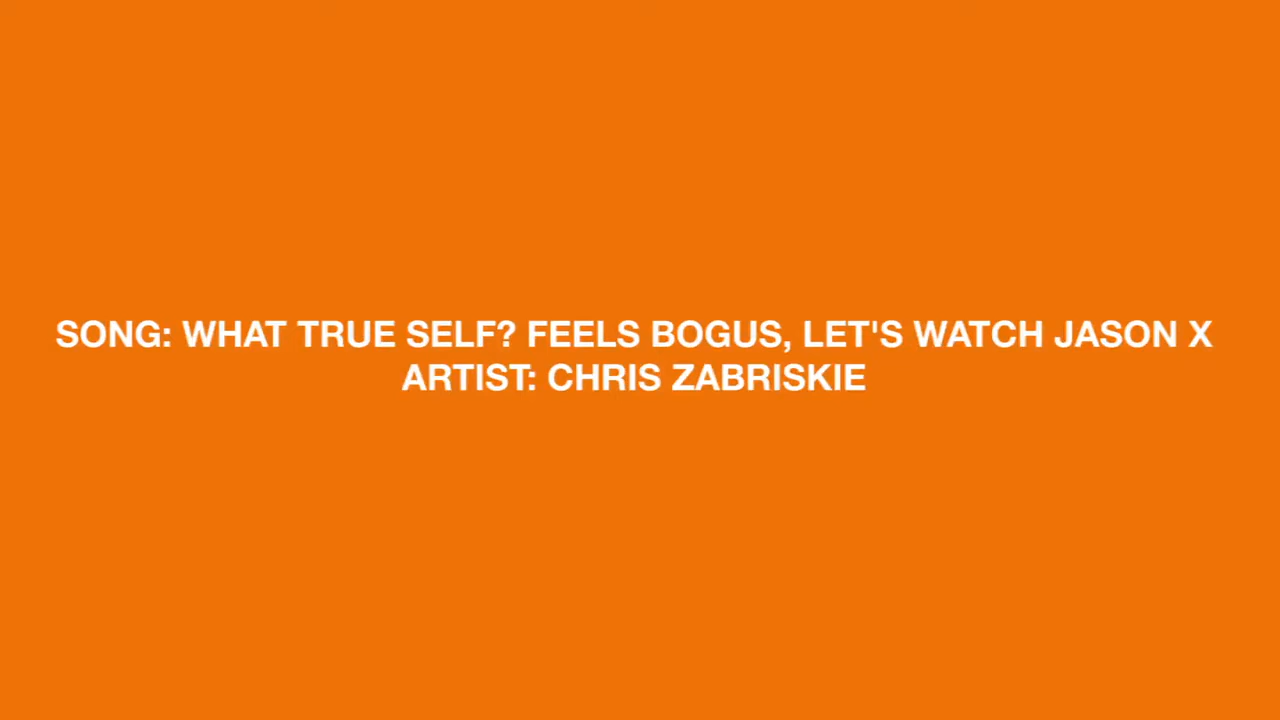 SONG: WHAT TRUE SELF? FEELS BOGUS, LET'S WATCH JASON X
ARTIST: CHRIS ZABRISKIE